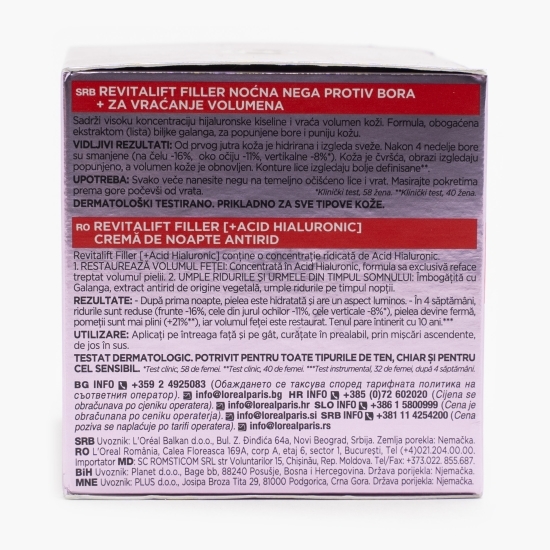 SRB REVITALIFT FILLER NOĆNA NEGA PROTIV BORA
+ ZA VRAĆANJE VOLUMENA
Sadrži visoku koncentraciju hijaluronske kiseline i vraća volumen koži. Formula, obogaćena
ekstraktom (lista) biljke galanga, za popunjene bore i puniju kožu.
VIDLJIVI REZULTATI: Od prvog jutra koža je hidrirana i izgleda sveže. Nakon 4 nedelje bore
su smanjene (na čelu -16%, oko očiju -11%, vertikalne -8%*). Koža je čvršća, obrazi izgledaju
popunjeno, a volumen kože je obnovljen. Konture lica izgledaju bolje definisane**.
UPOTREBA: Svako veče nanesite negu na temeljno očišćeno lice i vrat. Masirajte pokretima
prema gore počevši od vrata. *Klinički test, 58 žena. **Klinički test, 40 žena.
DERMATOLOŠKI TESTIRANO. PRIKLADNO ZA SVE TIPOVE KOŽE.
RO REVITALIFT FILLER [+ACID HIALURONIC]
CREMĂ DE NOAPTE ANTIRID
Revitalift Filler [+Acid Hialuronic] conține o concentrație ridicată de Acid Hialuronic.
1. RESTAUREAZĂ VOLUMUL FEȚEI: Concentrată în Acid Hialuronic, formula sa exclusivă reface
treptat volumul pielii. 2. UMPLE RIDURILE ȘI URMELE DIN TIMPUL SOMNULUI: Îmbogățită cu
Galanga, extract antirid de origine vegetală, umple ridurile pe timpul nopții.
REZULTATE: - După prima noapte, pielea este hidratată și are un aspect luminos. - În 4 săptămâni,
ridurile sunt reduse (frunte -16%, cele din jurul ochilor -11%, cele verticale -8%*), pielea devine fermă,
pomeții sunt mai plini (+21%**), iar volumul feței este restaurat. Tenul pare întinerit cu 10 ani.***
UTILIZARE: Aplicați pe întreaga față și pe gât, curățate în prealabil, prin mișcări ascendente,
de jos în sus.
TESTAT DERMATOLOGIC. POTRIVIT PENTRU TOATE TIPURILE DE TEN, CHIAR ȘI PENTRU
CEL SENSIBIL. *Test clinic, 58 de femei. **Test clinic, 40 de femei. ***Test instrumental, 32 de femei, după 4 săptămâni.
BG INFO +359 2 4925083 (Обаждането се таксува според тарифната политика на
съответния оператор). info@lorealparis.bg HR INFO +385 (0)72 602020 (Cijena se
obračunava po cjeniku operatera). info@lorealparis.hr SLO INFO +386 1 5800999 (Cena je
obračunana po ceniku operaterja). info@lorealparis.si SRB INFO +381 11 4254200 (Cena
poziva se naplaćuje po tarifi operatera). info@lorealparis.rs
SRB Uvoznik: L'Oréal Balkan d.o.o., Bul. Z. Đinđića 64a, Novi Beograd, Srbija. Zemlja porekla: Nemačka.
RO L'Oreal România, Calea Floreasca 169A, corp A, etaj 6, sector 1, București, Tel (+4)021.204.00.00.
importator MD: SC ROMSTICOM SRL str Voluntarilor 15, Chișinău, RM, Tel/Fax: +373.022. 855.687.
BiH Uvoznik: Planet d.o.o., Bage bb, 88240 Posušje, Bosna i Hercegovina. Država porijekla: Njemačka.
MNE Uvoznik: PLUS d.o.o., Josipa Broza Tita 29, 81000 Podgorica, Crna Gora. Država porijekla: Njemačka.